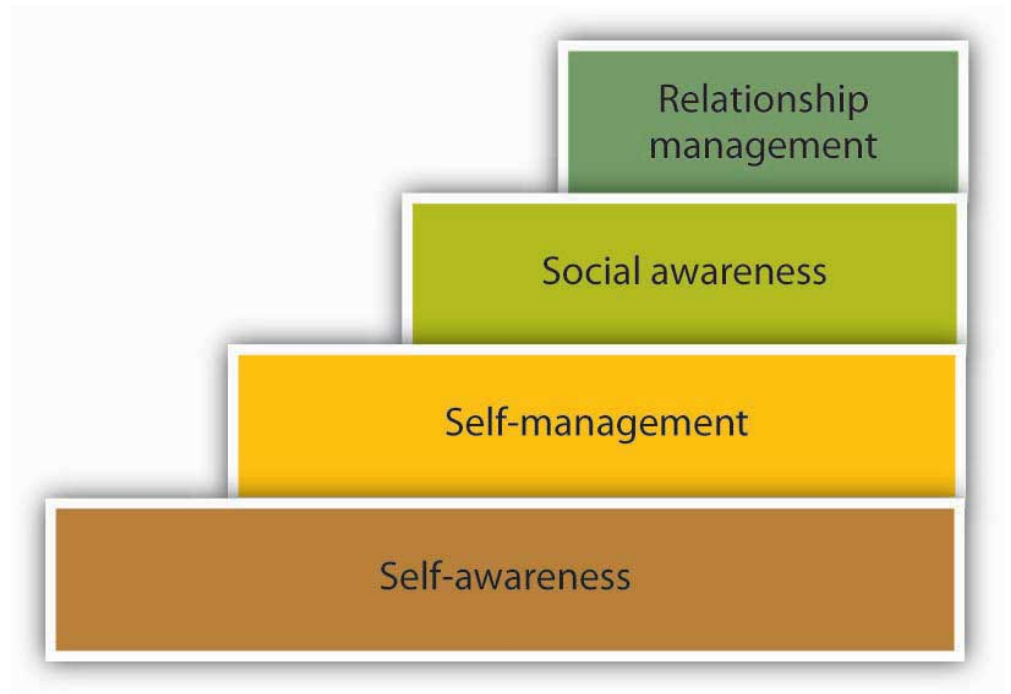 Relationship
management
Social awareness
Self-management
Self-awareness